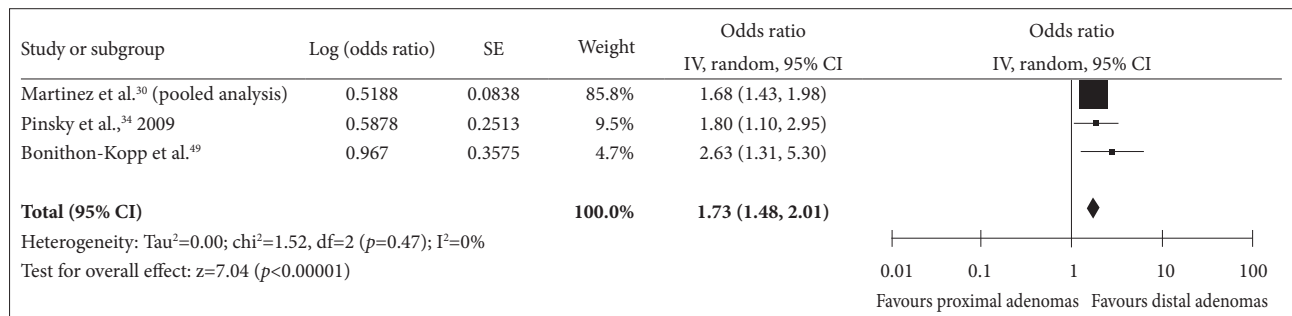 Study or subgroup Log (odds ratio) SE Weight Odds ratio IV, random, 95% CI Odds ratio IV, random, 95% CI
Martinez et al.³⁰ (pooled analysis) 0.5188 0.0838 85.8% 1.68 (1.43, 1.98)
Pinsky et al.,³⁴ 2009 0.5878 0.2513 9.5% 1.80 (1.10, 2.95)
Bonithon-Kopp et al.⁴⁹ 0.967 0.3575 4.7% 2.63 (1.31, 5.30)
Total (95% CI) 100.0% 1.73 (1.48, 2.01)
Heterogeneity: Tau²=0.00; chi²=1.52, df=2 (p=0.47); I²=0%
Test for overall effect: z=7.04 (p<0.00001)
0.01 0.1 1 10 100
Favours proximal adenomas Favours distal adenomas